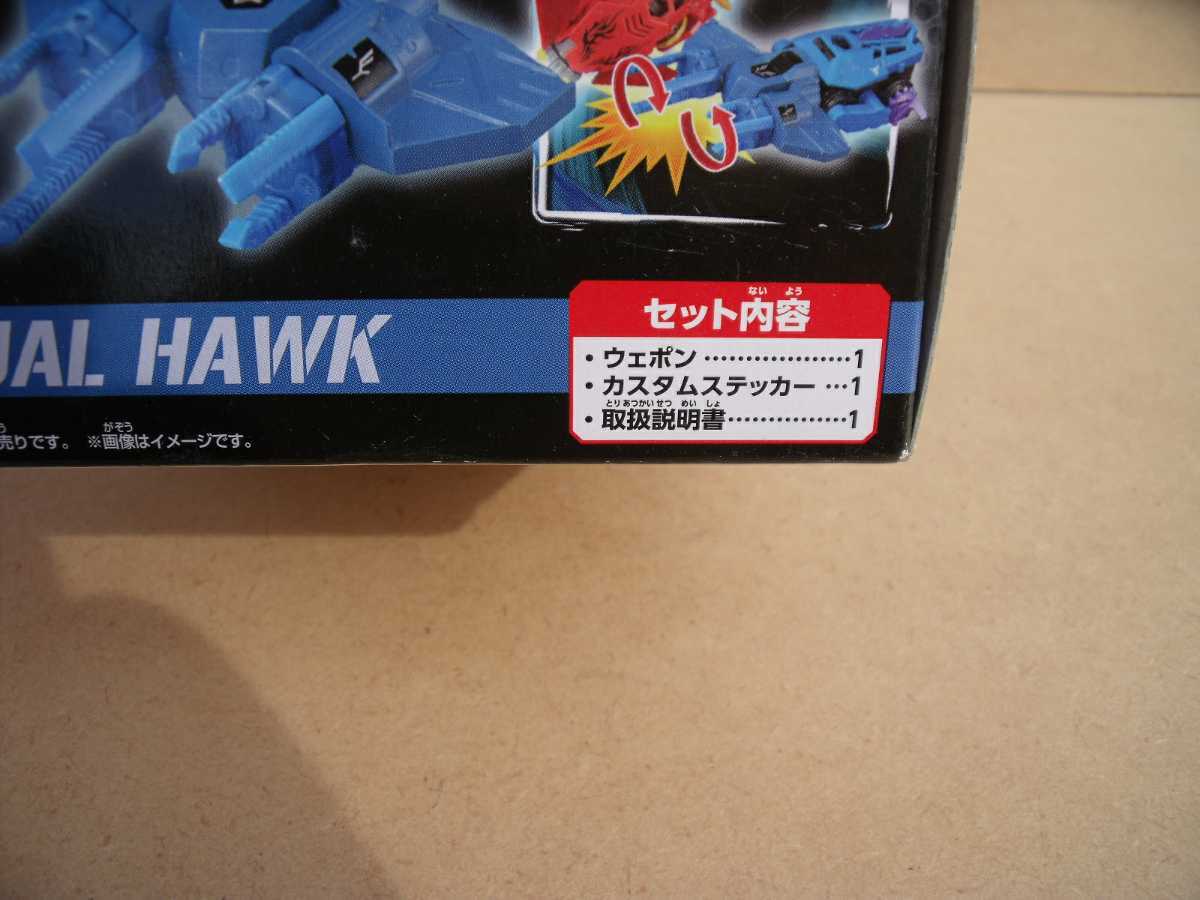 HAWK
セット内容
ない よう
・ウェポン ………………1
・カスタムステッカー …1
とりあつかいせつ めい しょ
・取扱説明書……………1
がぞう
売りです。 ※画像はイメージです。